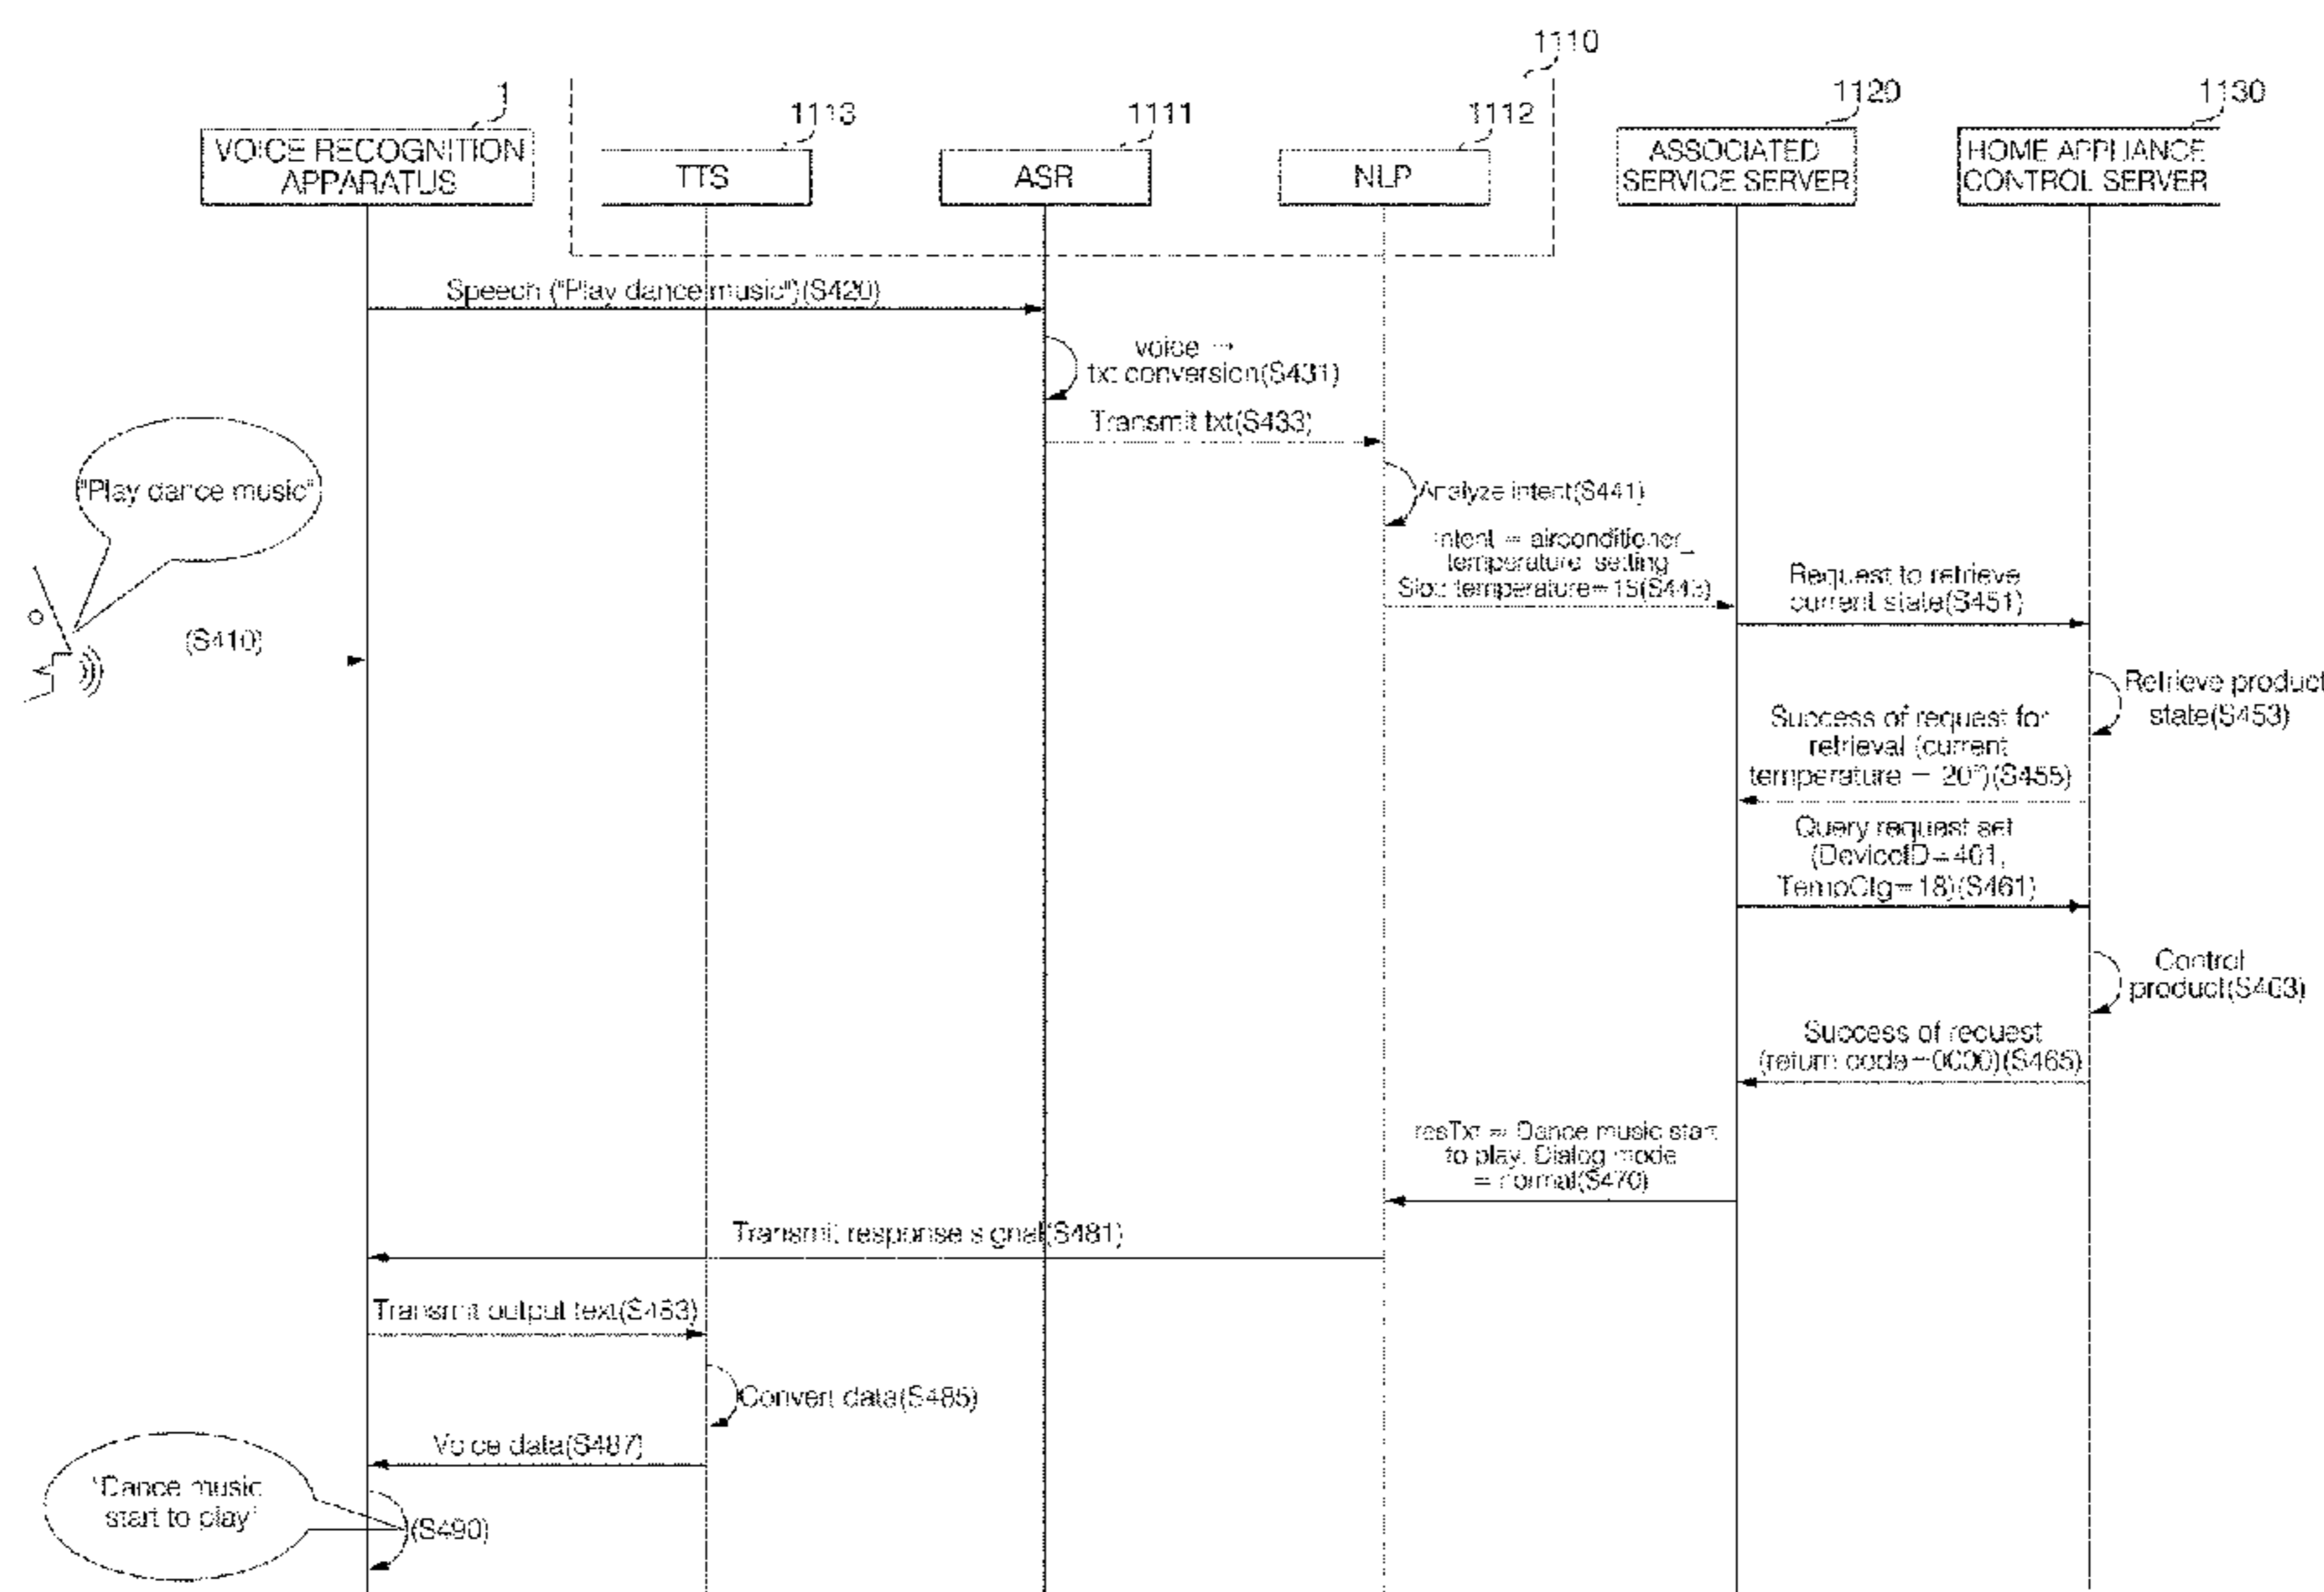 1110
1
1113
1111
1112
1120
1130
VOICE RECOGNITION
APPARATUS
TTS
ASR
NLP
ASSOCIATED
SERVICE SERVER
HOME APPLIANCE
CONTROL SERVER
Speech ("Play dance music")(S420)
voice →
txt conversion(S431)
Transmit txt(S433)
"Play dance music"
(S410)
Analyze intent(S441)
Intent = airconditioner_
temperature_setting
Slot: temperature=15(S443)
Request to retrieve
current state(S451)
Retrieve product
state(S453)
Success of request for
retrieval (current
temperature = 20°)(S455)
Query request set
(DeviceID=401,
TempCfg=18)(S461)
Control
product(S463)
Success of request
(return code=0000)(S465)
resTxt = Dance music start
to play, Dialog mode
= normal(S470)
Transmit response signal(S481)
Transmit output text(S483)
Convert data(S485)
Voice data(S487)
"Dance music
start to play"
(S490)